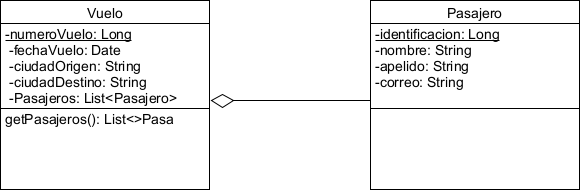 Vuelo
-numeroVuelo: Long
-fechaVuelo: Date
-ciudadOrigen: String
-ciudadDestino: String
-Pasajeros: List<Pasajero>
getPasajeros(): List<>Pasa
Pasajero
-identificacion: Long
-nombre: String
-apelido: String
-correo: String